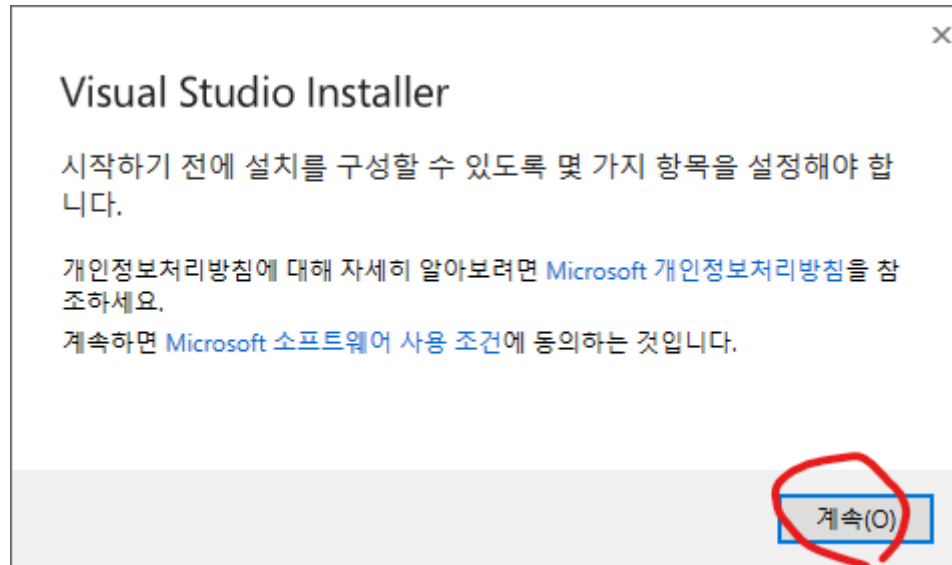 Visual Studio Installer
시작하기 전에 설치를 구성할 수 있도록 몇 가지 항목을 설정해야 합
니다.
개인정보처리방침에 대해 자세히 알아보려면 Microsoft 개인정보처리방침을 참
조하세요.
계속하면 Microsoft 소프트웨어 사용 조건에 동의하는 것입니다.
계속(O)